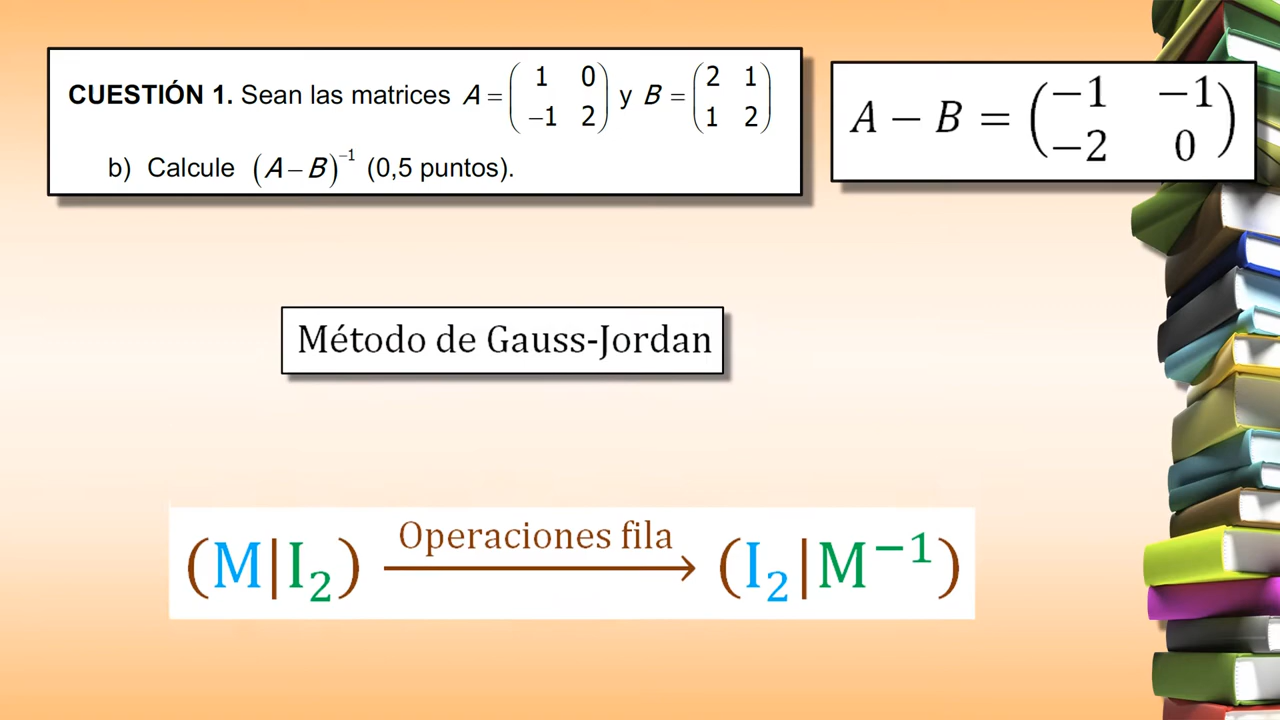 CUESTIÓN 1. Sean las matrices A = ( 1 0 ; −1 2 ) y B = ( 2 1 ; 1 2 )
b) Calcule (A − B)⁻¹ (0,5 puntos).
A − B = ( −1 −1 ; −2 0 )
Método de Gauss-Jordan
Operaciones fila
(M|I₂) → (I₂|M⁻¹)